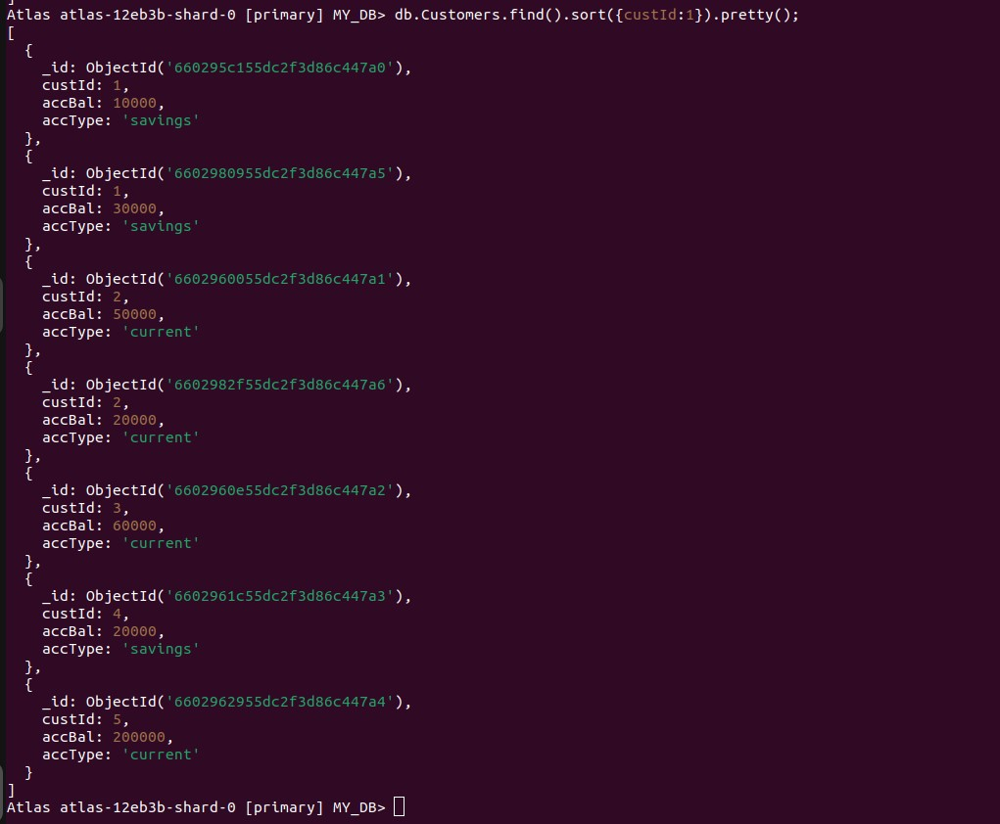 ]
Atlas atlas-12eb3b-shard-0 [primary] MY_DB> db.Customers.find().sort({custId:1}).pretty();
[
  {
    _id: ObjectId('660295c155dc2f3d86c447a0'),
    custId: 1,
    accBal: 10000,
    accType: 'savings'
  },
  {
    _id: ObjectId('6602980955dc2f3d86c447a5'),
    custId: 1,
    accBal: 30000,
    accType: 'savings'
  },
  {
    _id: ObjectId('6602960055dc2f3d86c447a1'),
    custId: 2,
    accBal: 50000,
    accType: 'current'
  },
  {
    _id: ObjectId('6602982f55dc2f3d86c447a6'),
    custId: 2,
    accBal: 20000,
    accType: 'current'
  },
  {
    _id: ObjectId('6602960e55dc2f3d86c447a2'),
    custId: 3,
    accBal: 60000,
    accType: 'current'
  },
  {
    _id: ObjectId('6602961c55dc2f3d86c447a3'),
    custId: 4,
    accBal: 20000,
    accType: 'savings'
  },
  {
    _id: ObjectId('6602962955dc2f3d86c447a4'),
    custId: 5,
    accBal: 200000,
    accType: 'current'
  }
]
Atlas atlas-12eb3b-shard-0 [primary] MY_DB>